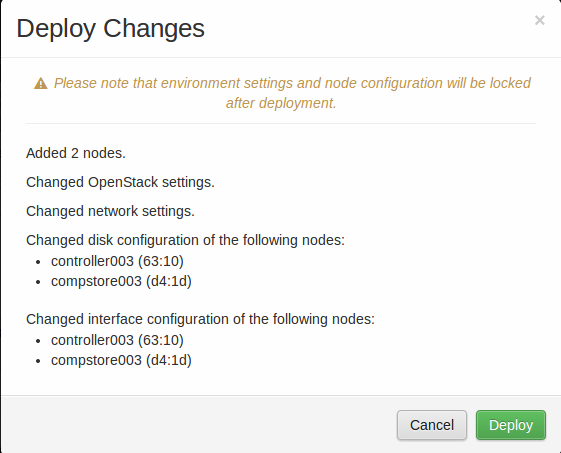 Deploy Changes
×
Please note that environment settings and node configuration will be locked
after deployment.
Added 2 nodes.
Changed OpenStack settings.
Changed network settings.
Changed disk configuration of the following nodes:
• controller003 (63:10)
• compstore003 (d4:1d)
Changed interface configuration of the following nodes:
• controller003 (63:10)
• compstore003 (d4:1d)
Cancel
Deploy